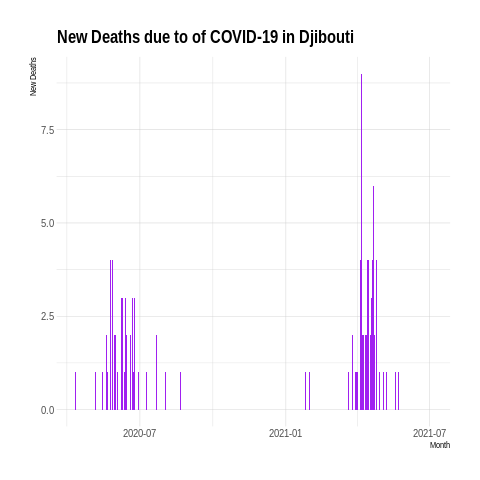 New Deaths due to of COVID-19 in Djibouti
New Deaths
7.5
5.0
2.5
0.0
2020-07
2021-01
2021-07
Month